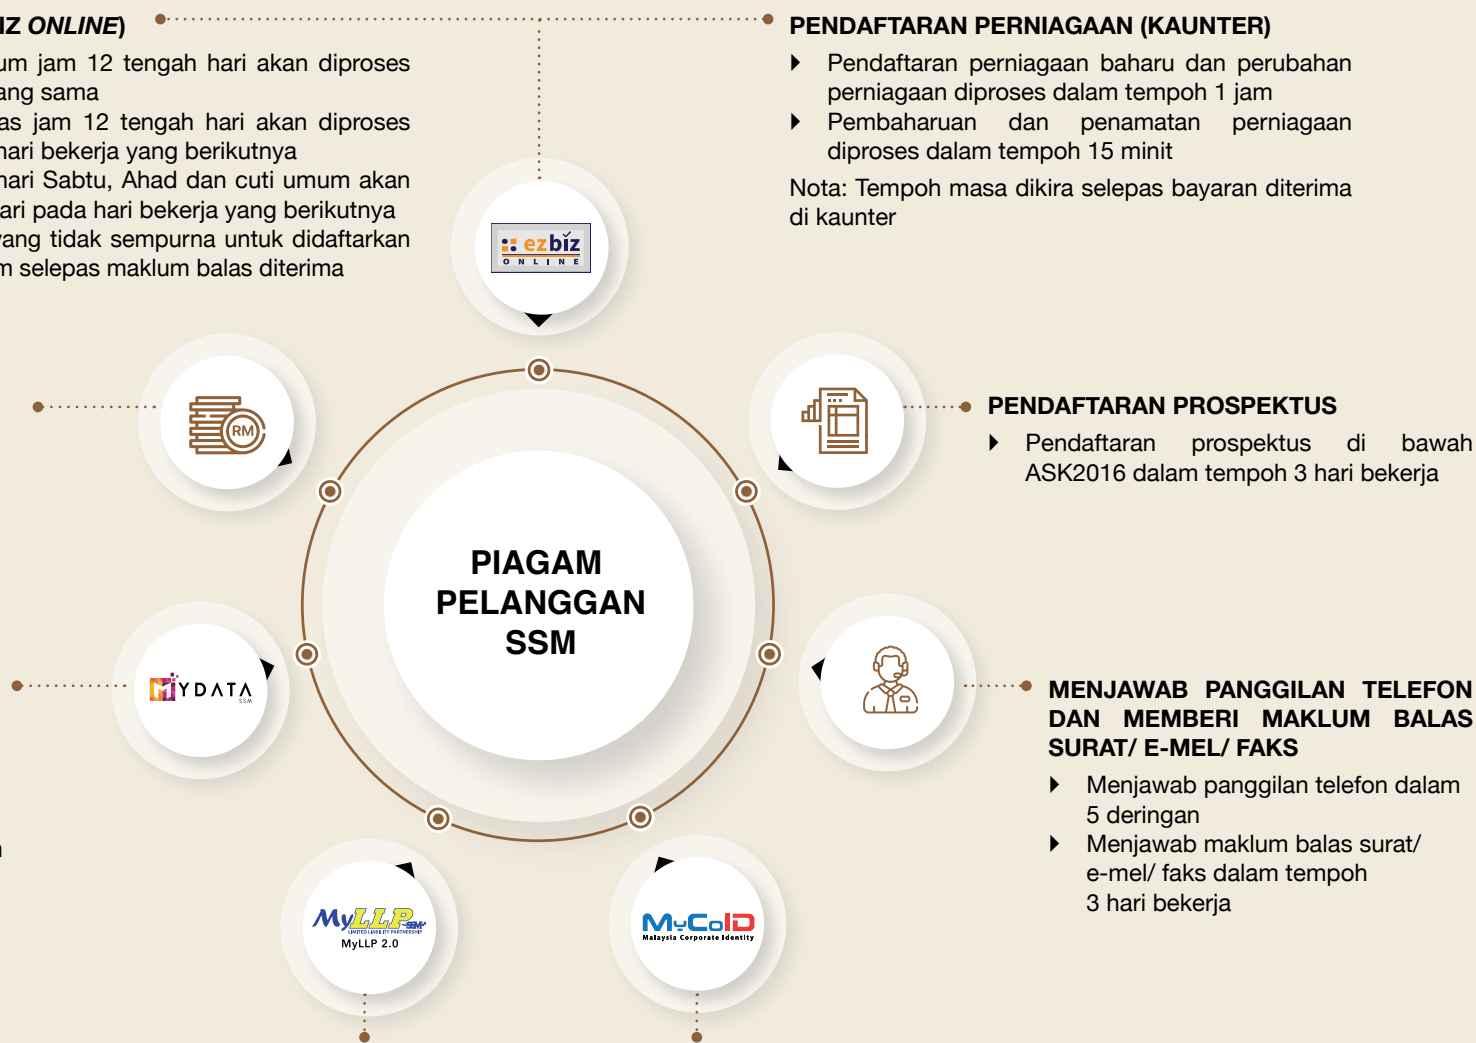 IZ ONLINE)
um jam 12 tengah hari akan diproses
ang sama
as jam 12 tengah hari akan diproses
hari bekerja yang berikutnya
hari Sabtu, Ahad dan cuti umum akan
ari pada hari bekerja yang berikutnya
yang tidak sempurna untuk didaftarkan
m selepas maklum balas diterima
PENDAFTARAN PERNIAGAAN (KAUNTER)
Pendaftaran perniagaan baharu dan perubahan
perniagaan diproses dalam tempoh 1 jam
Pembaharuan dan penamatan perniagaan
diproses dalam tempoh 15 minit
Nota: Tempoh masa dikira selepas bayaran diterima
di kaunter
ezbiz
ONLINE
RM
PENDAFTARAN PROSPEKTUS
Pendaftaran prospektus di bawah
ASK2016 dalam tempoh 3 hari bekerja
PIAGAM
PELANGGAN
SSM
MYDATA
SSM
MENJAWAB PANGGILAN TELEFON
DAN MEMBERI MAKLUM BALAS
SURAT/ E-MEL/ FAKS
Menjawab panggilan telefon dalam
5 deringan
Menjawab maklum balas surat/
e-mel/ faks dalam tempoh
3 hari bekerja
MyLLP SSM
LIMITED LIABILITY PARTNERSHIP
MyLLP 2.0
MyCoID
Malaysia Corporate Identity